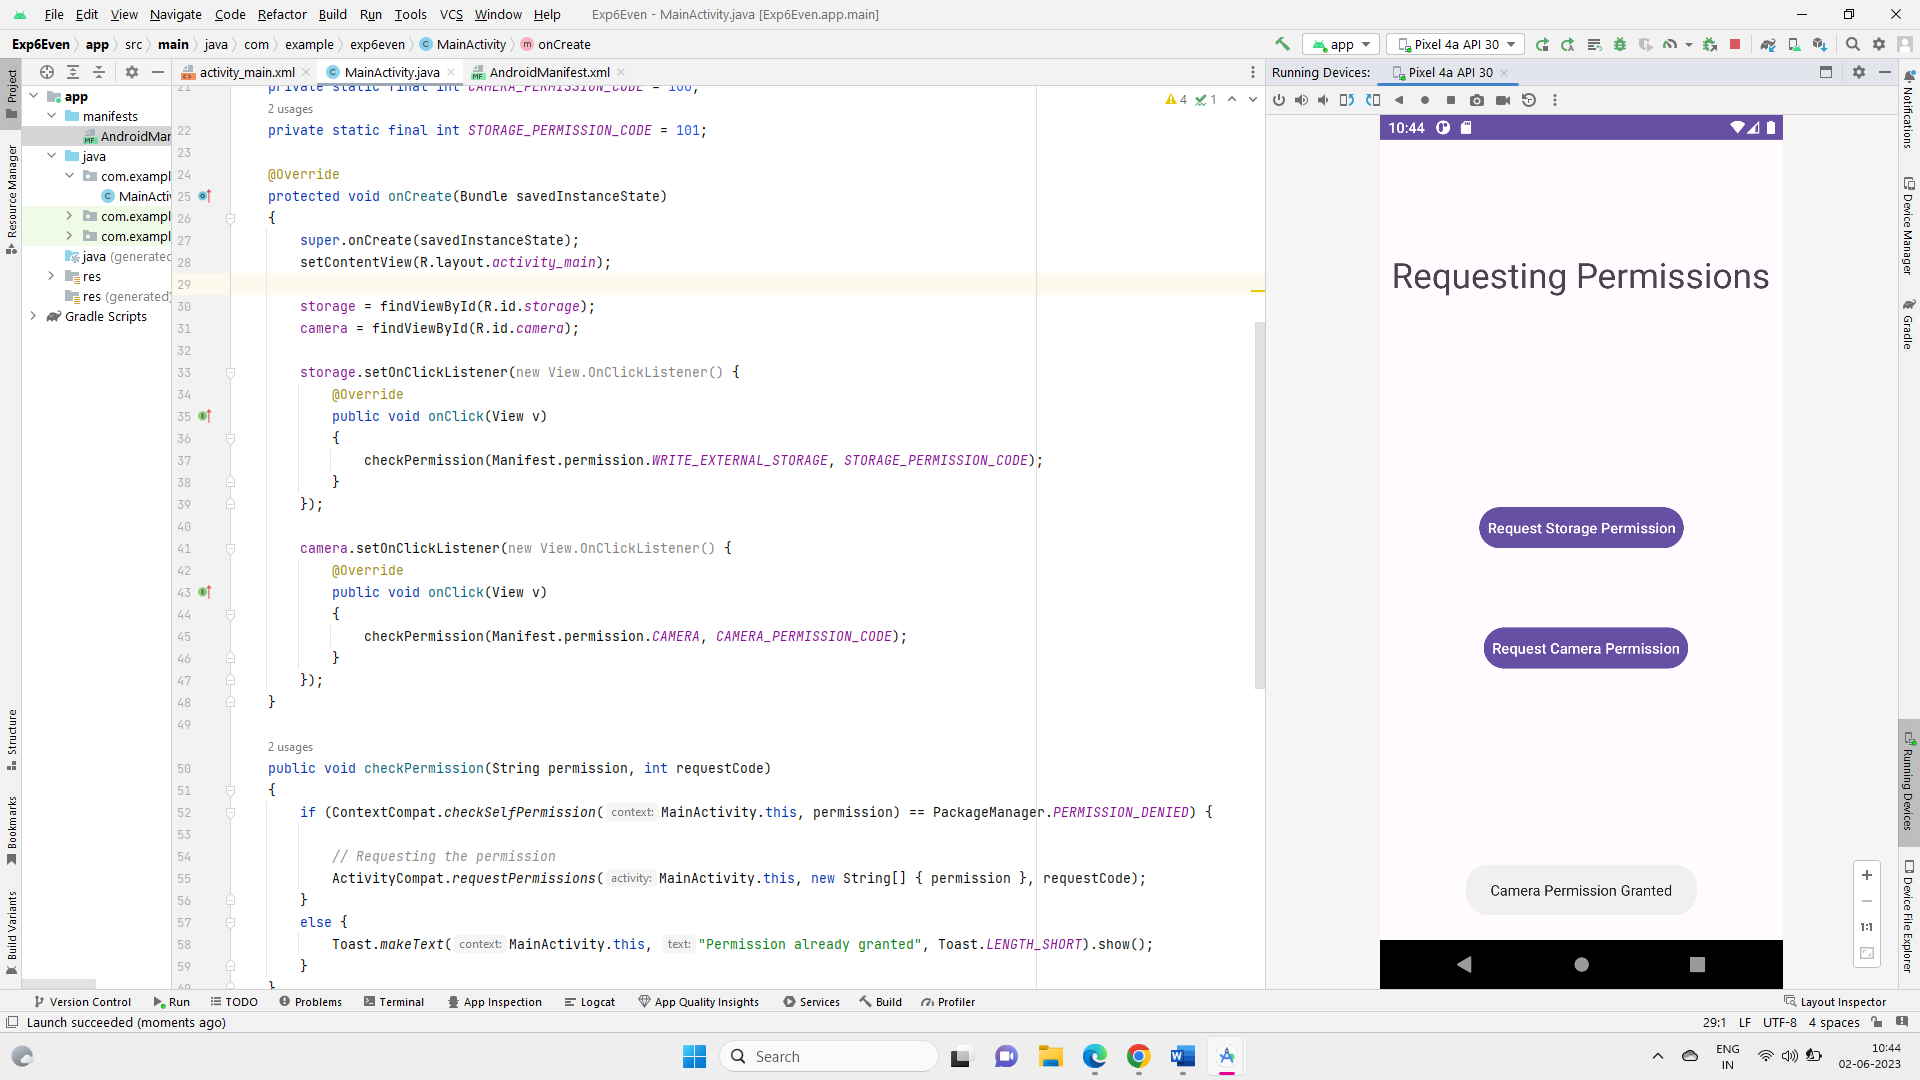 File Edit View Navigate Code Refactor Build Run Tools VCS Window Help Exp6Even - MainActivity.java [Exp6Even.app.main]
Exp6Even app src main java com example exp6even MainActivity onCreate
app Pixel 4a API 30
activity_main.xml MainActivity.java AndroidManifest.xml
Running Devices: Pixel 4a API 30
Project
Resource Manager
Structure
Bookmarks
Build Variants
app
manifests
AndroidMar
java
com.exampl
MainActiv
com.exampl
com.exampl
java (generated
res
res (generated)
Gradle Scripts
4 1
21 private static final int CAMERA_PERMISSION_CODE = 100;
2 usages
22 private static final int STORAGE_PERMISSION_CODE = 101;
23
24 @Override
25 protected void onCreate(Bundle savedInstanceState)
26 {
27 super.onCreate(savedInstanceState);
28 setContentView(R.layout.activity_main);
29
30 storage = findViewById(R.id.storage);
31 camera = findViewById(R.id.camera);
32
33 storage.setOnClickListener(new View.OnClickListener() {
34 @Override
35 public void onClick(View v)
36 {
37 checkPermission(Manifest.permission.WRITE_EXTERNAL_STORAGE, STORAGE_PERMISSION_CODE);
38 }
39 });
40
41 camera.setOnClickListener(new View.OnClickListener() {
42 @Override
43 public void onClick(View v)
44 {
45 checkPermission(Manifest.permission.CAMERA, CAMERA_PERMISSION_CODE);
46 }
47 });
48 }
49
2 usages
50 public void checkPermission(String permission, int requestCode)
51 {
52 if (ContextCompat.checkSelfPermission( context: MainActivity.this, permission) == PackageManager.PERMISSION_DENIED) {
53
54 // Requesting the permission
55 ActivityCompat.requestPermissions( activity: MainActivity.this, new String[] { permission }, requestCode);
56 }
57 else {
58 Toast.makeText( context: MainActivity.this, text: "Permission already granted", Toast.LENGTH_SHORT).show();
59 }
60 }
10:44
Requesting Permissions
Request Storage Permission
Request Camera Permission
Camera Permission Granted
1:1
Notifications
Device Manager
Gradle
Running Devices
Device File Explorer
Version Control Run TODO Problems Terminal App Inspection Logcat App Quality Insights Services Build Profiler Layout Inspector
Launch succeeded (moments ago) 29:1 LF UTF-8 4 spaces
Search
ENG
IN
10:44
02-06-2023